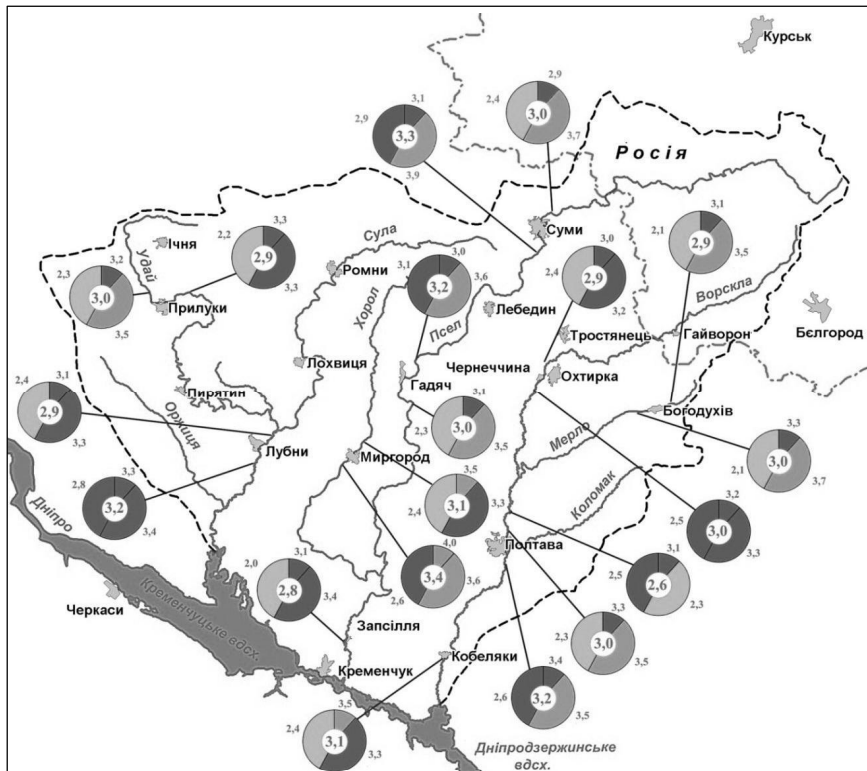 Курськ
2,9
2,4
3,0
3,7
3,1
2,9
3,3
3,9
Росія
Суми
3,1
2,1
2,9
3,5
3,3
2,2
2,9
3,3
Ічня
Удай
3,2
2,3
3,0
3,5
Прилуки
Сула
Ромни
Хорол
3,0
3,1
3,2
3,6
Псел
Лебедин
3,0
2,4
2,9
3,2
Ворскла
Тростянець
Гайворон
Бєлгород
Лохвиця
Гадяч
Чернеччина
Охтирка
Пирятин
Оржиця
3,1
2,4
2,9
3,3
Лубни
Миргород
3,1
2,3
3,0
3,5
Богодухів
Мерло
3,3
2,1
3,0
3,7
3,3
2,8
3,2
3,4
Дніпро
3,5
2,4
3,1
3,3
Коломак
Полтава
3,2
2,5
3,0
3,3
4,0
2,6
3,4
3,6
3,1
2,5
2,6
2,3
3,1
2,0
2,8
3,4
Черкаси
Кременчуцьке вдсх.
Запсілля
3,3
2,3
3,0
3,5
Кременчук
Кобеляки
3,4
2,6
3,2
3,5
3,5
2,4
3,1
3,3
Дніпродзержинське
вдсх.